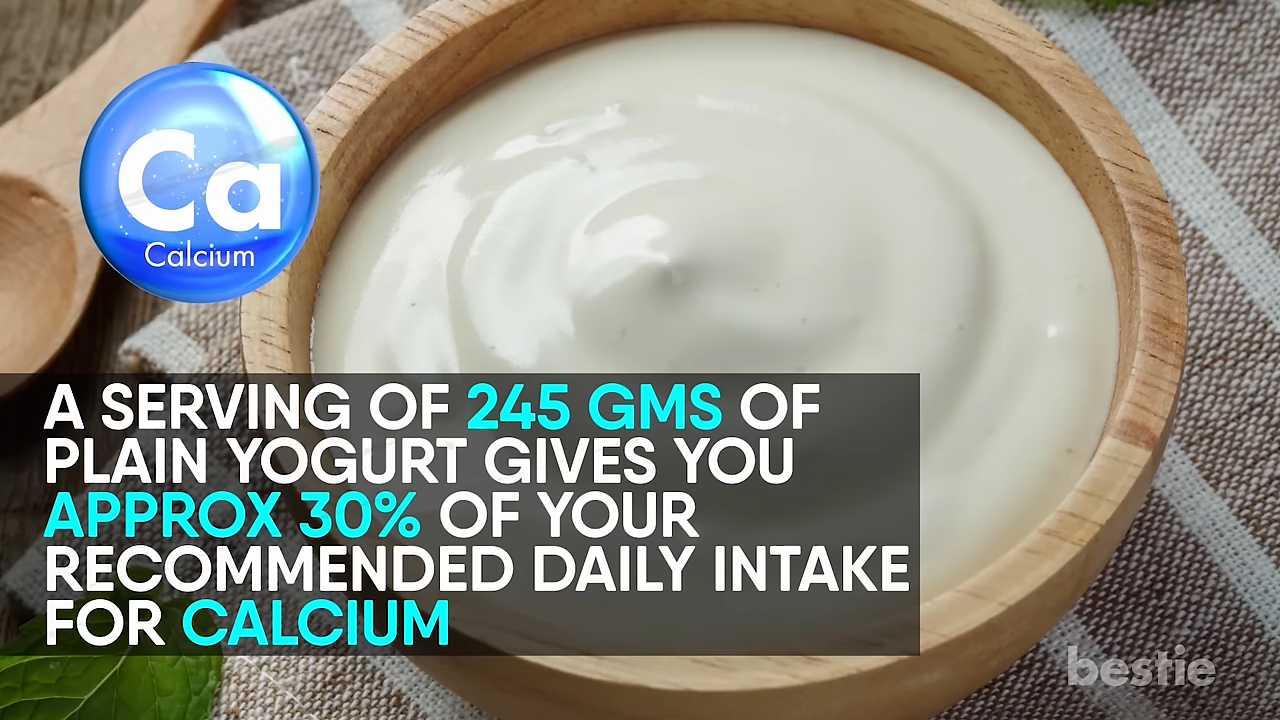 Ca
Calcium
A SERVING OF 245 GMS OF
PLAIN YOGURT GIVES YOU
APPROX 30% OF YOUR
RECOMMENDED DAILY INTAKE
FOR CALCIUM
bestie